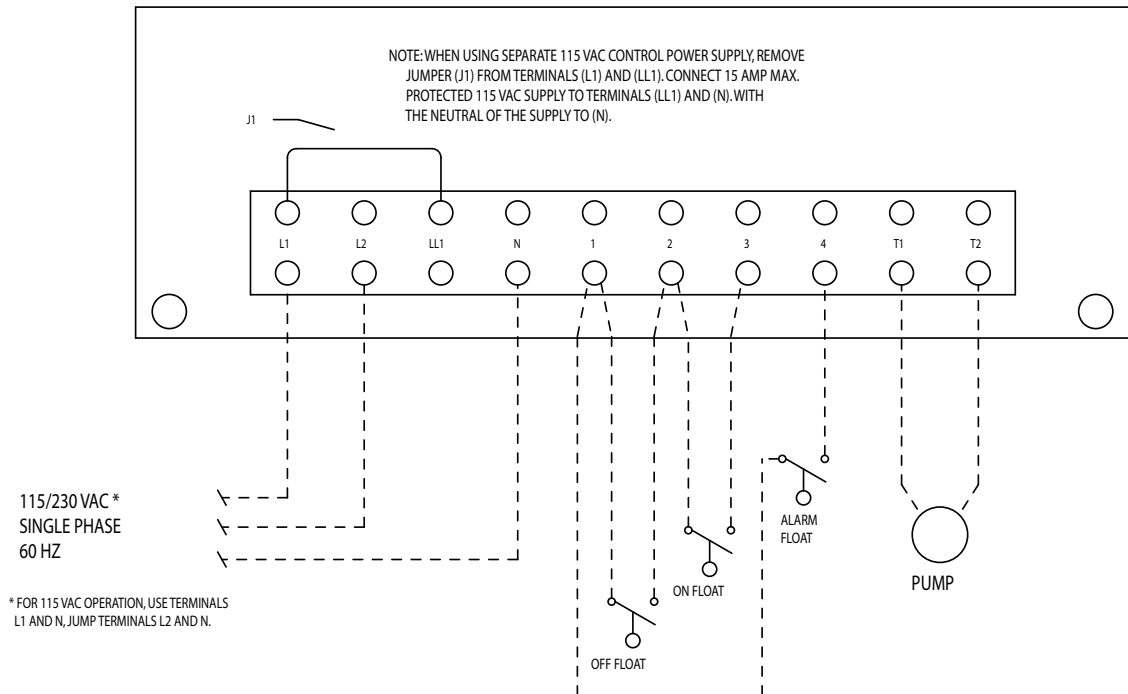 NOTE: WHEN USING SEPARATE 115 VAC CONTROL POWER SUPPLY, REMOVE
JUMPER (J1) FROM TERMINALS (L1) AND (LL1). CONNECT 15 AMP MAX.
PROTECTED 115 VAC SUPPLY TO TERMINALS (LL1) AND (N). WITH
THE NEUTRAL OF THE SUPPLY TO (N).
J1
L1 L2 LL1 N 1 2 3 4 T1 T2
115/230 VAC *
SINGLE PHASE
60 HZ
* FOR 115 VAC OPERATION, USE TERMINALS
L1 AND N, JUMP TERMINALS L2 AND N.
OFF FLOAT
ON FLOAT
ALARM
FLOAT
PUMP